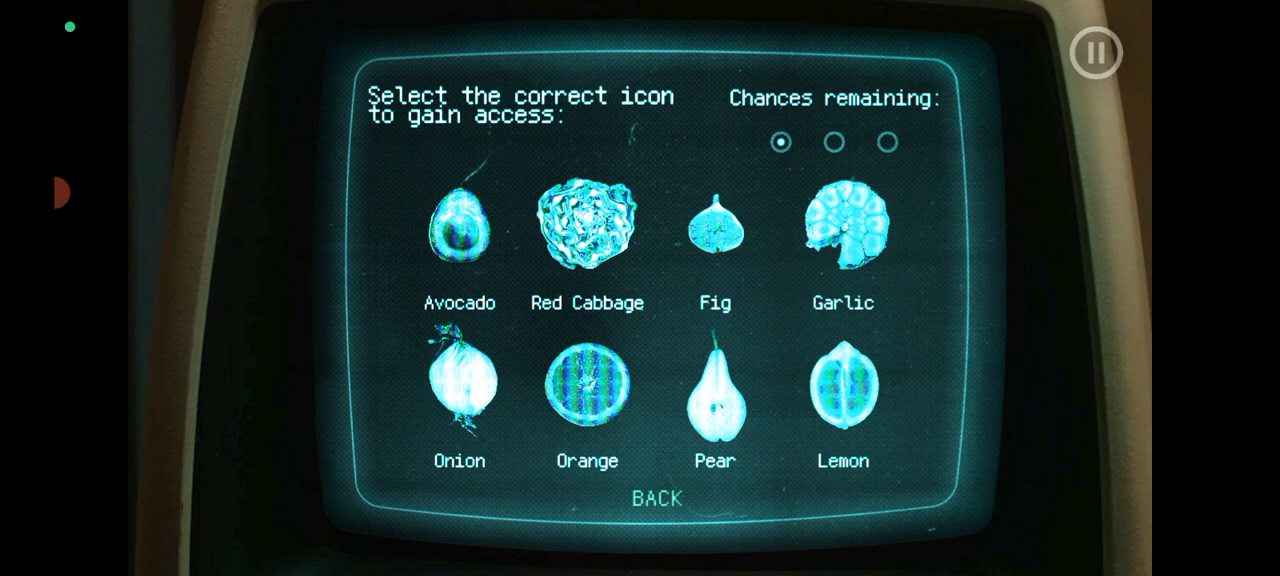 Select the correct icon
to gain access:
Chances remaining:
Avocado
Red Cabbage
Fig
Garlic
Onion
Orange
Pear
Lemon
BACK